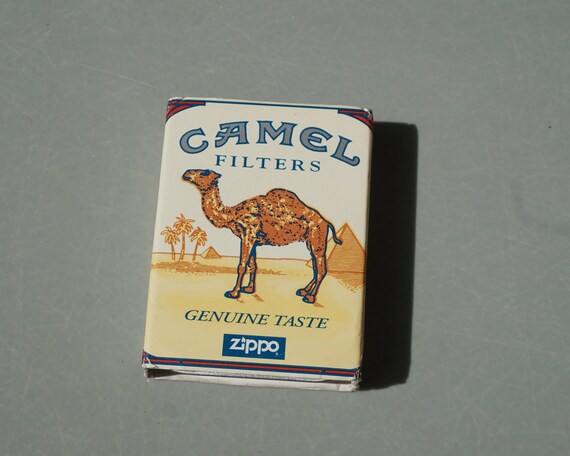 CAMEL
FILTERS
GENUINE TASTE
zippo